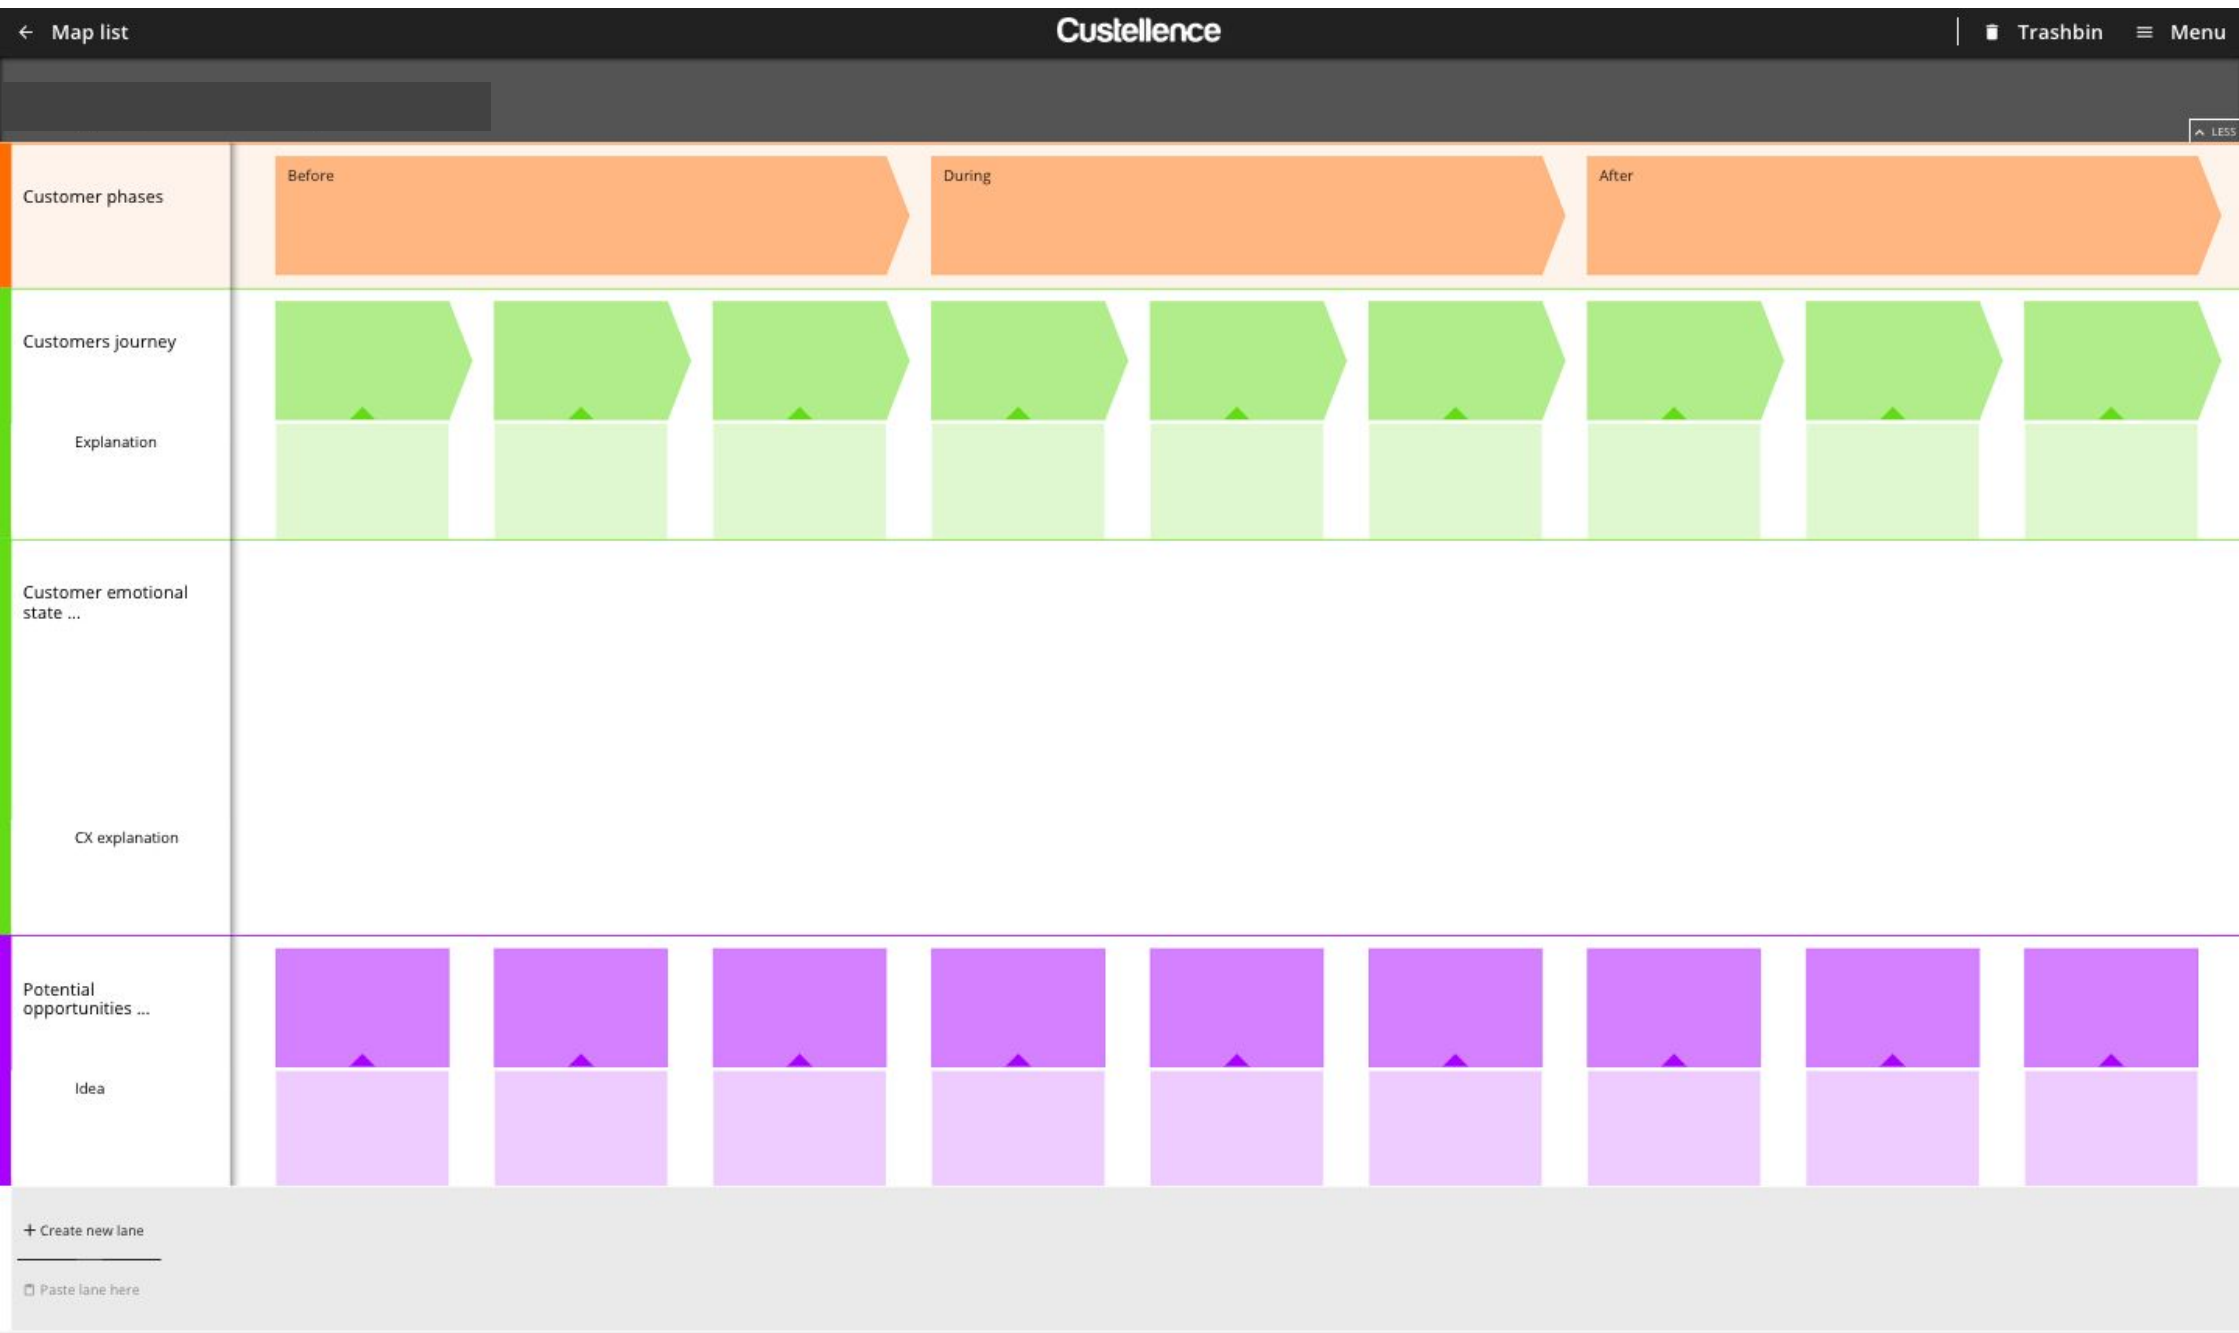 Map list
Custellence
Trashbin
Menu
LESS
Customer phases
Before
During
After
Customers journey
Explanation
Customer emotional
state ...
CX explanation
Potential
opportunities ...
Idea
+ Create new lane
Paste lane here